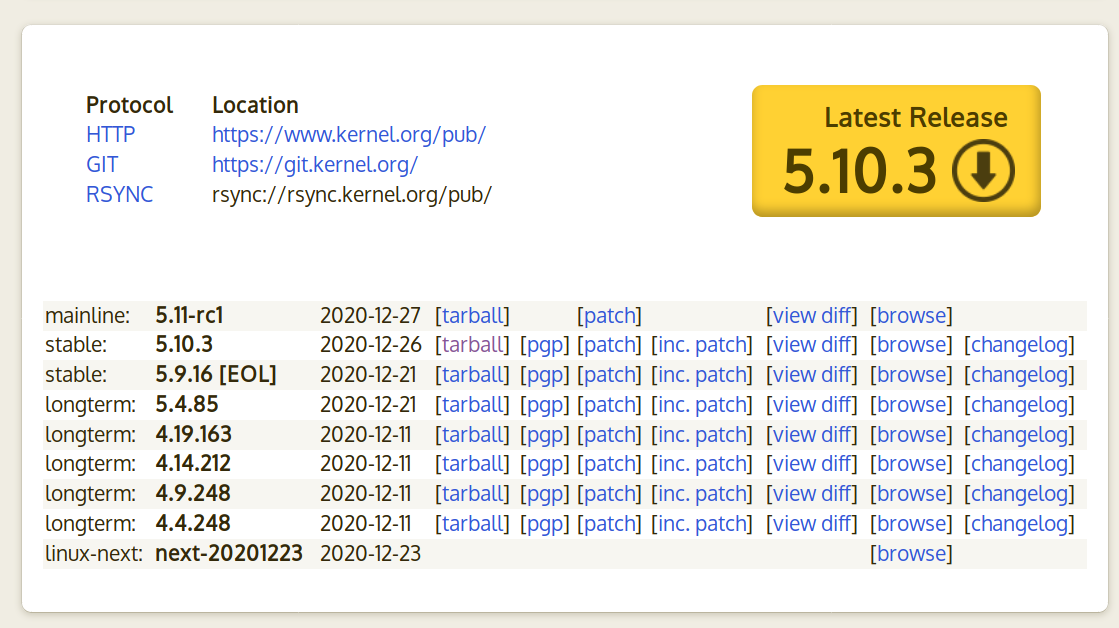 Protocol Location
HTTP https://www.kernel.org/pub/
GIT https://git.kernel.org/
RSYNC rsync://rsync.kernel.org/pub/
Latest Release
5.10.3
mainline: 5.11-rc1 2020-12-27 [tarball] [patch] [view diff] [browse]
stable: 5.10.3 2020-12-26 [tarball] [pgp] [patch] [inc. patch] [view diff] [browse] [changelog]
stable: 5.9.16 [EOL] 2020-12-21 [tarball] [pgp] [patch] [inc. patch] [view diff] [browse] [changelog]
longterm: 5.4.85 2020-12-21 [tarball] [pgp] [patch] [inc. patch] [view diff] [browse] [changelog]
longterm: 4.19.163 2020-12-11 [tarball] [pgp] [patch] [inc. patch] [view diff] [browse] [changelog]
longterm: 4.14.212 2020-12-11 [tarball] [pgp] [patch] [inc. patch] [view diff] [browse] [changelog]
longterm: 4.9.248 2020-12-11 [tarball] [pgp] [patch] [inc. patch] [view diff] [browse] [changelog]
longterm: 4.4.248 2020-12-11 [tarball] [pgp] [patch] [inc. patch] [view diff] [browse] [changelog]
linux-next: next-20201223 2020-12-23 [browse]